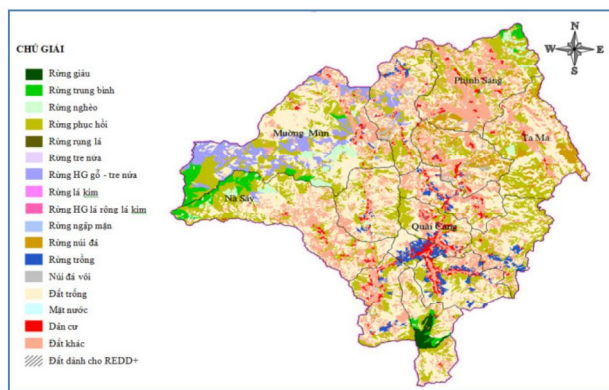 CHÚ GIẢI
Rừng giàu
Rừng trung bình
Rừng nghèo
Rừng phục hồi
Rừng rụng lá
Rừng tre nứa
Rừng HG gỗ - tre nứa
Rừng lá kim
Rừng HG lá rông lá kim
Rừng ngập mặn
Rừng núi đá
Rừng trồng
Núi đá vôi
Đất trống
Mặt nước
Dân cư
Đất khác
Đất dành cho REDD+
N
W
E
S
Phình Sáng
Mường Mùn
Ta Ma
Nà Sáy
Quài Cang